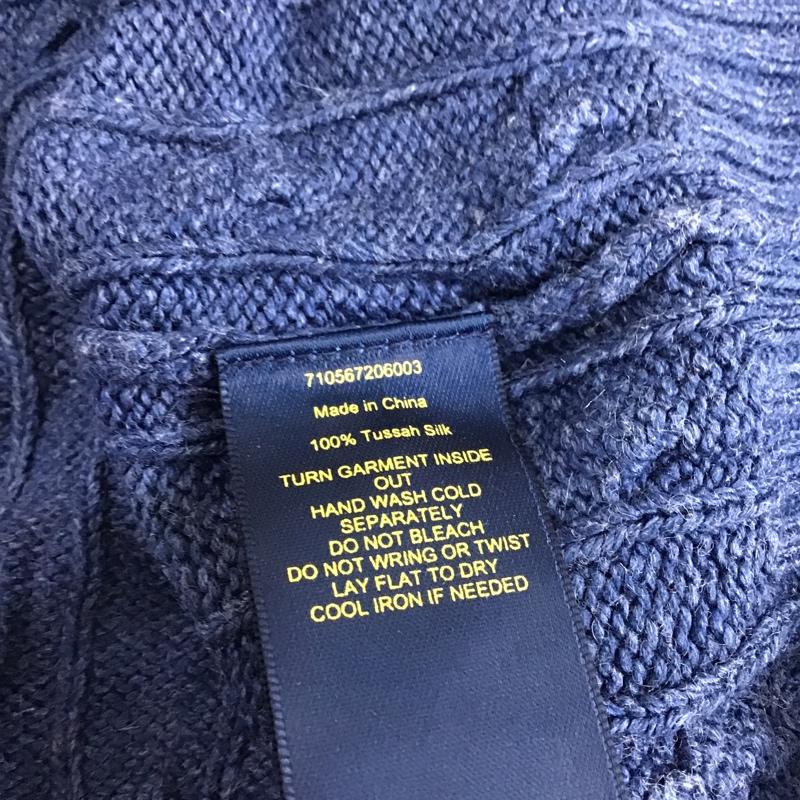 710567206003
Made in China
100% Tussah Silk
TURN GARMENT INSIDE
OUT
HAND WASH COLD
SEPARATELY
DO NOT BLEACH
DO NOT WRING OR TWIST
LAY FLAT TO DRY
COOL IRON IF NEEDED